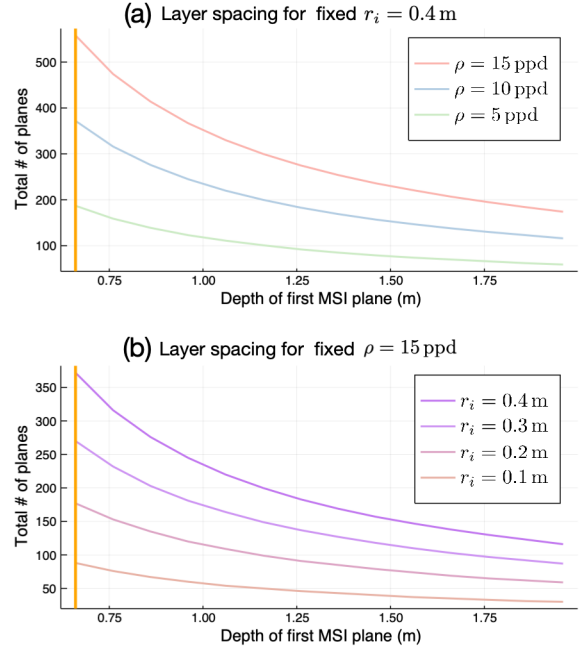 (a) Layer spacing for fixed r_i = 0.4 m
Total # of planes
500
400
300
200
100
ρ = 15 ppd
ρ = 10 ppd
ρ = 5 ppd
0.75 1.00 1.25 1.50 1.75
Depth of first MSI plane (m)
(b) Layer spacing for fixed ρ = 15 ppd
Total # of planes
350
300
250
200
150
100
50
r_i = 0.4 m
r_i = 0.3 m
r_i = 0.2 m
r_i = 0.1 m
0.75 1.00 1.25 1.50 1.75
Depth of first MSI plane (m)